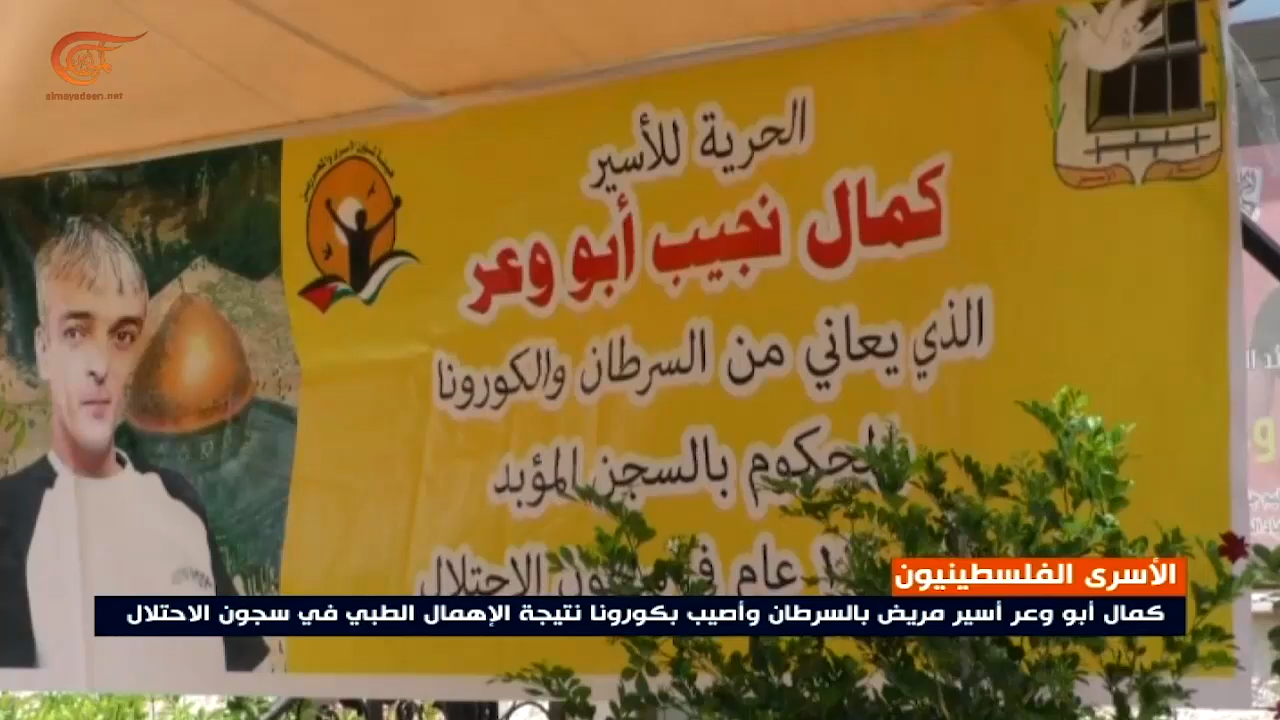 almayadeen.net
الحرية للأسير
كمال نجيب أبو وعر
الذي يعاني من السرطان والكورونا
المحكوم بالسجن المؤبد
عام في سجون الاحتلال
الأسرى الفلسطينيون
كمال أبو وعر أسير مريض بالسرطان وأصيب بكورونا نتيجة الإهمال الطبي في سجون الاحتلال